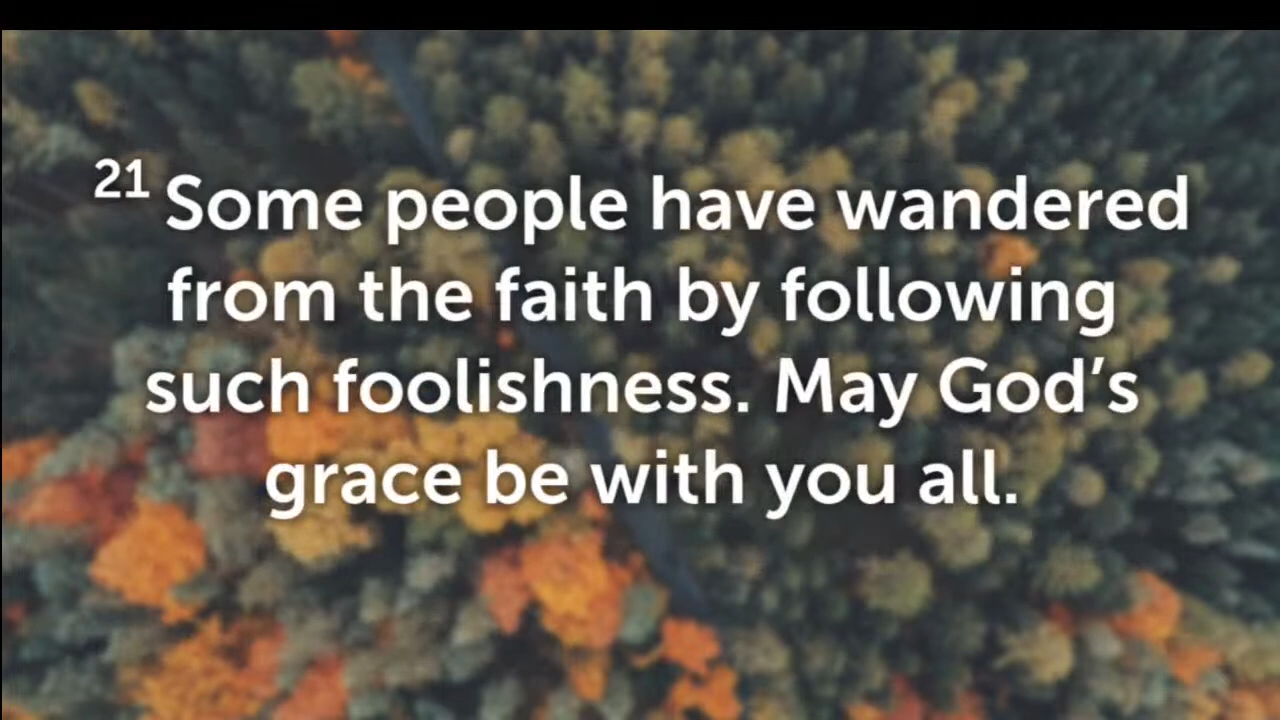 21 Some people have wandered
from the faith by following
such foolishness. May God’s
grace be with you all.